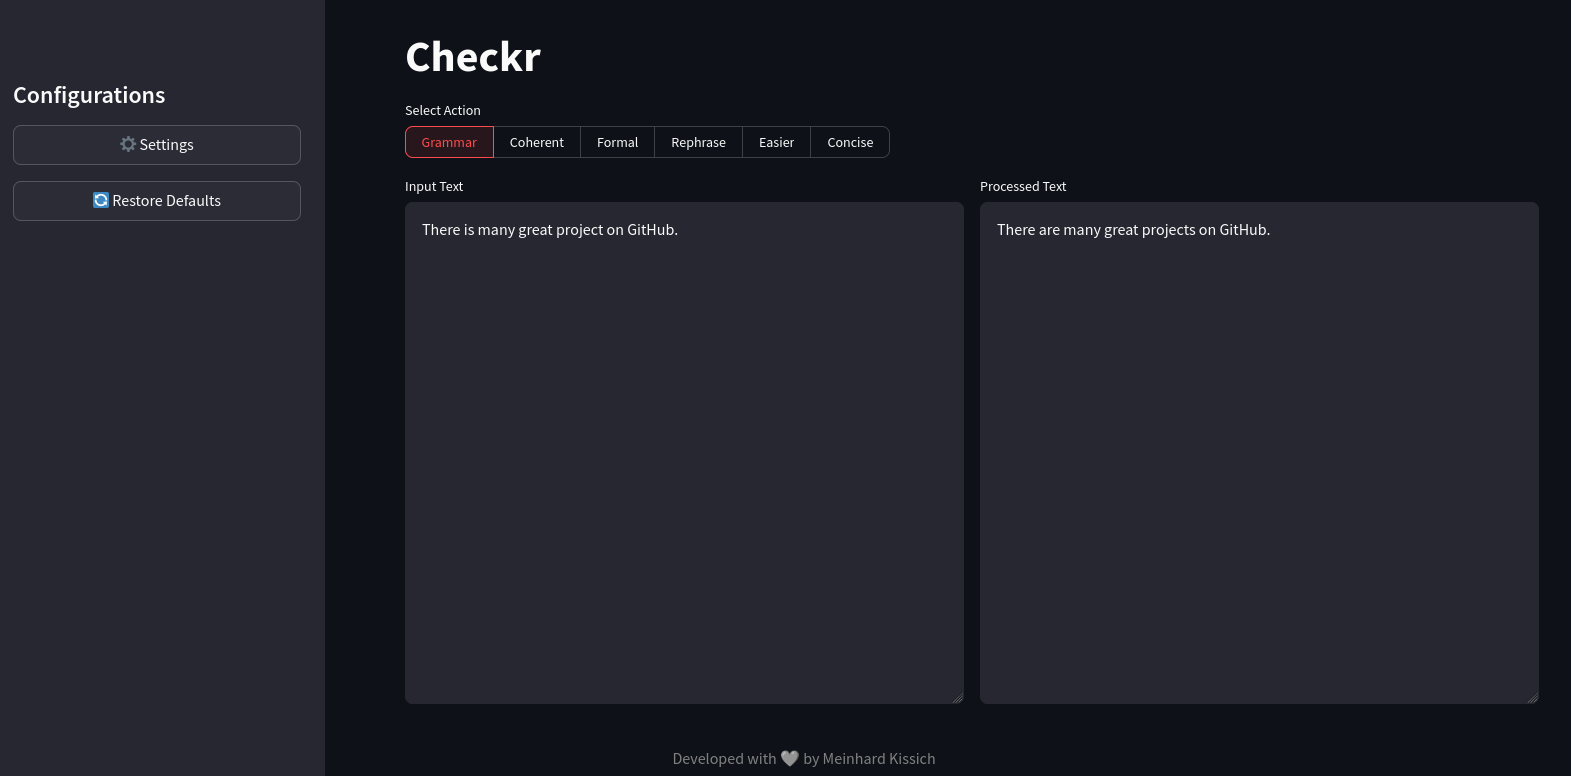 Configurations
⚙️ Settings
🔄 Restore Defaults
Checkr
Select Action
Grammar Coherent Formal Rephrase Easier Concise
Input Text
There is many great project on GitHub.
Processed Text
There are many great projects on GitHub.
Developed with 🩶 by Meinhard Kissich